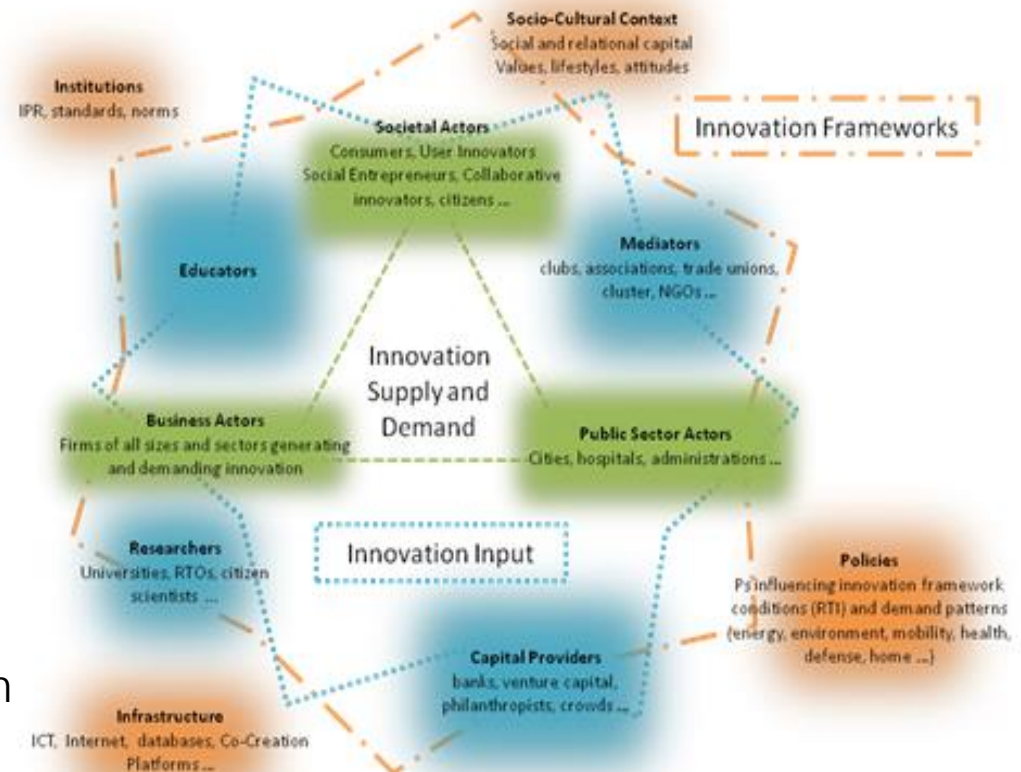 Socio-Cultural Context
Social and relational capital
Values, lifestyles, attitudes
Institutions
IPR, standards, norms
Innovation Frameworks
Societal Actors
Consumers, User Innovators
Social Entrepreneurs, Collaborative
innovators, citizens ...
Educators
Mediators
clubs, associations, trade unions,
cluster, NGOs ...
Innovation
Supply and
Demand
Business Actors
Firms of all sizes and sectors generating
and demanding innovation
Public Sector Actors
Cities, hospitals, administrations ...
Researchers
Universities, RTOs, citizen
scientists ...
Innovation Input
Policies
Ps influencing innovation framework
conditions (RTI) and demand patterns
(energy, environment, mobility, health,
defense, home ...)
Capital Providers
banks, venture capital,
philanthropists, crowds ...
n
Infrastructure
ICT, Internet, databases, Co-Creation
Platforms ...